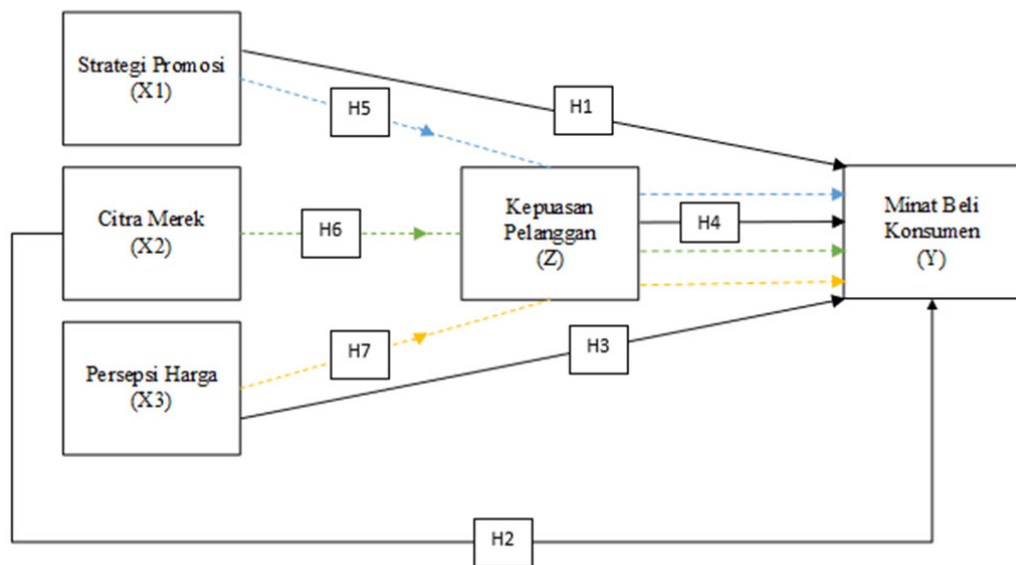 Strategi Promosi
(X1)
H5
H1
Citra Merek
(X2)
H6
Kepuasan
Pelanggan
(Z)
H4
Minat Beli
Konsumen
(Y)
Persepsi Harga
(X3)
H7
H3
H2